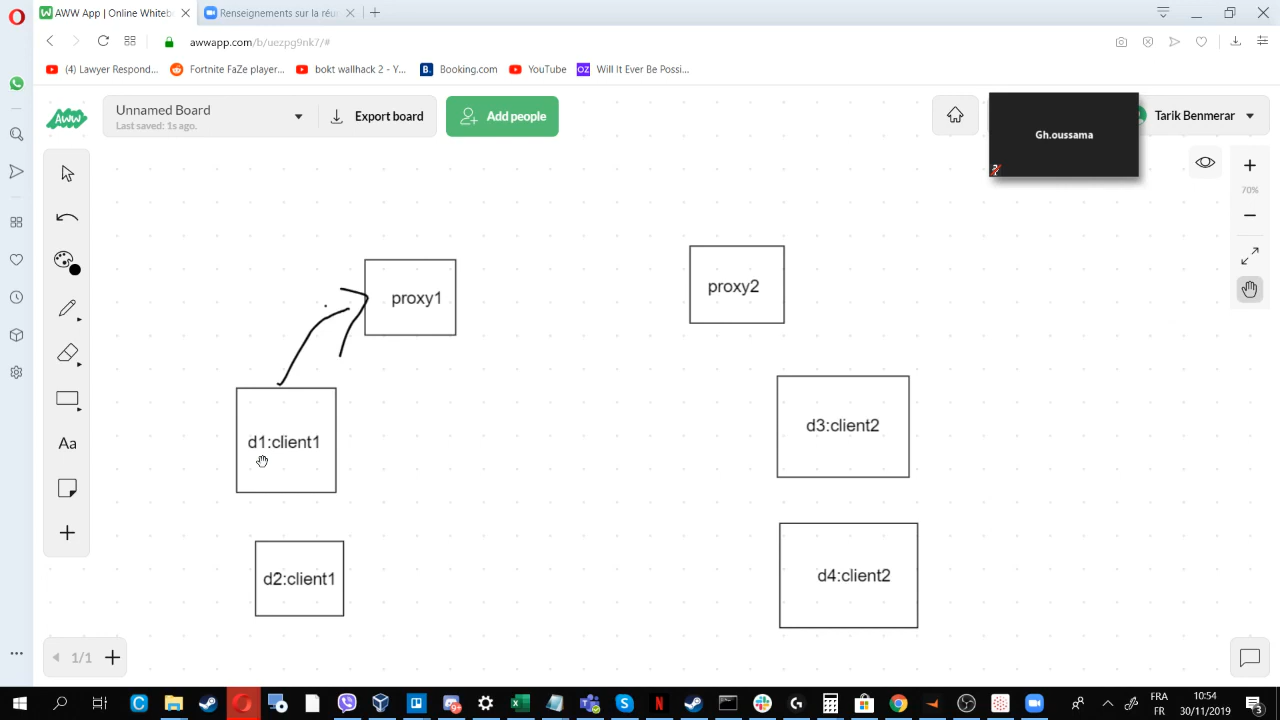 AWW App | Online Whiteb
Renseignements sur la réu
awwapp.com/b/uezpg9nk7/#
(4) Lawyer Respond...
Fortnite FaZe player...
bokt wallhack 2 - Y...
B.
Booking.com
YouTube
OZ
Will It Ever Be Possi...
AWW
Unnamed Board
Last saved: 1s ago.
Export board
Add people
Gh.oussama
Tarik Benmerar
70%
proxy1
proxy2
d1:client1
d3:client2
d2:client1
d4:client2
Aa
1/1
FRA
FR
10:54
30/11/2019
3